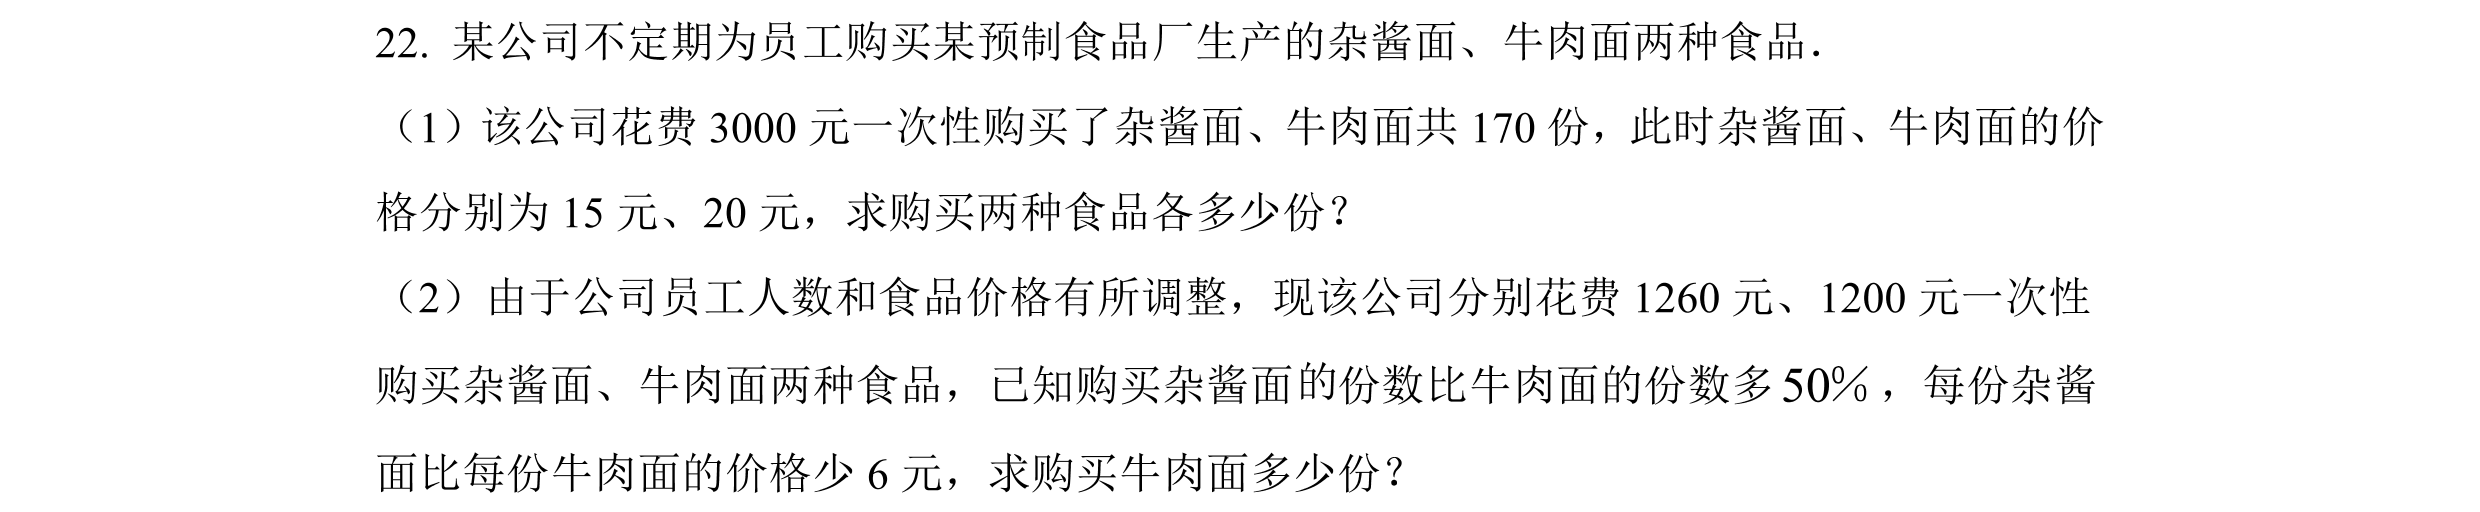 22. 某公司不定期为员工购买某预制食品厂生产的杂酱面、牛肉面两种食品．
（1）该公司花费 3000 元一次性购买了杂酱面、牛肉面共 170 份，此时杂酱面、牛肉面的价
格分别为 15 元、20 元，求购买两种食品各多少份？
（2）由于公司员工人数和食品价格有所调整，现该公司分别花费 1260 元、1200 元一次性
购买杂酱面、牛肉面两种食品，已知购买杂酱面的份数比牛肉面的份数多 50%，每份杂酱
面比每份牛肉面的价格少 6 元，求购买牛肉面多少份？